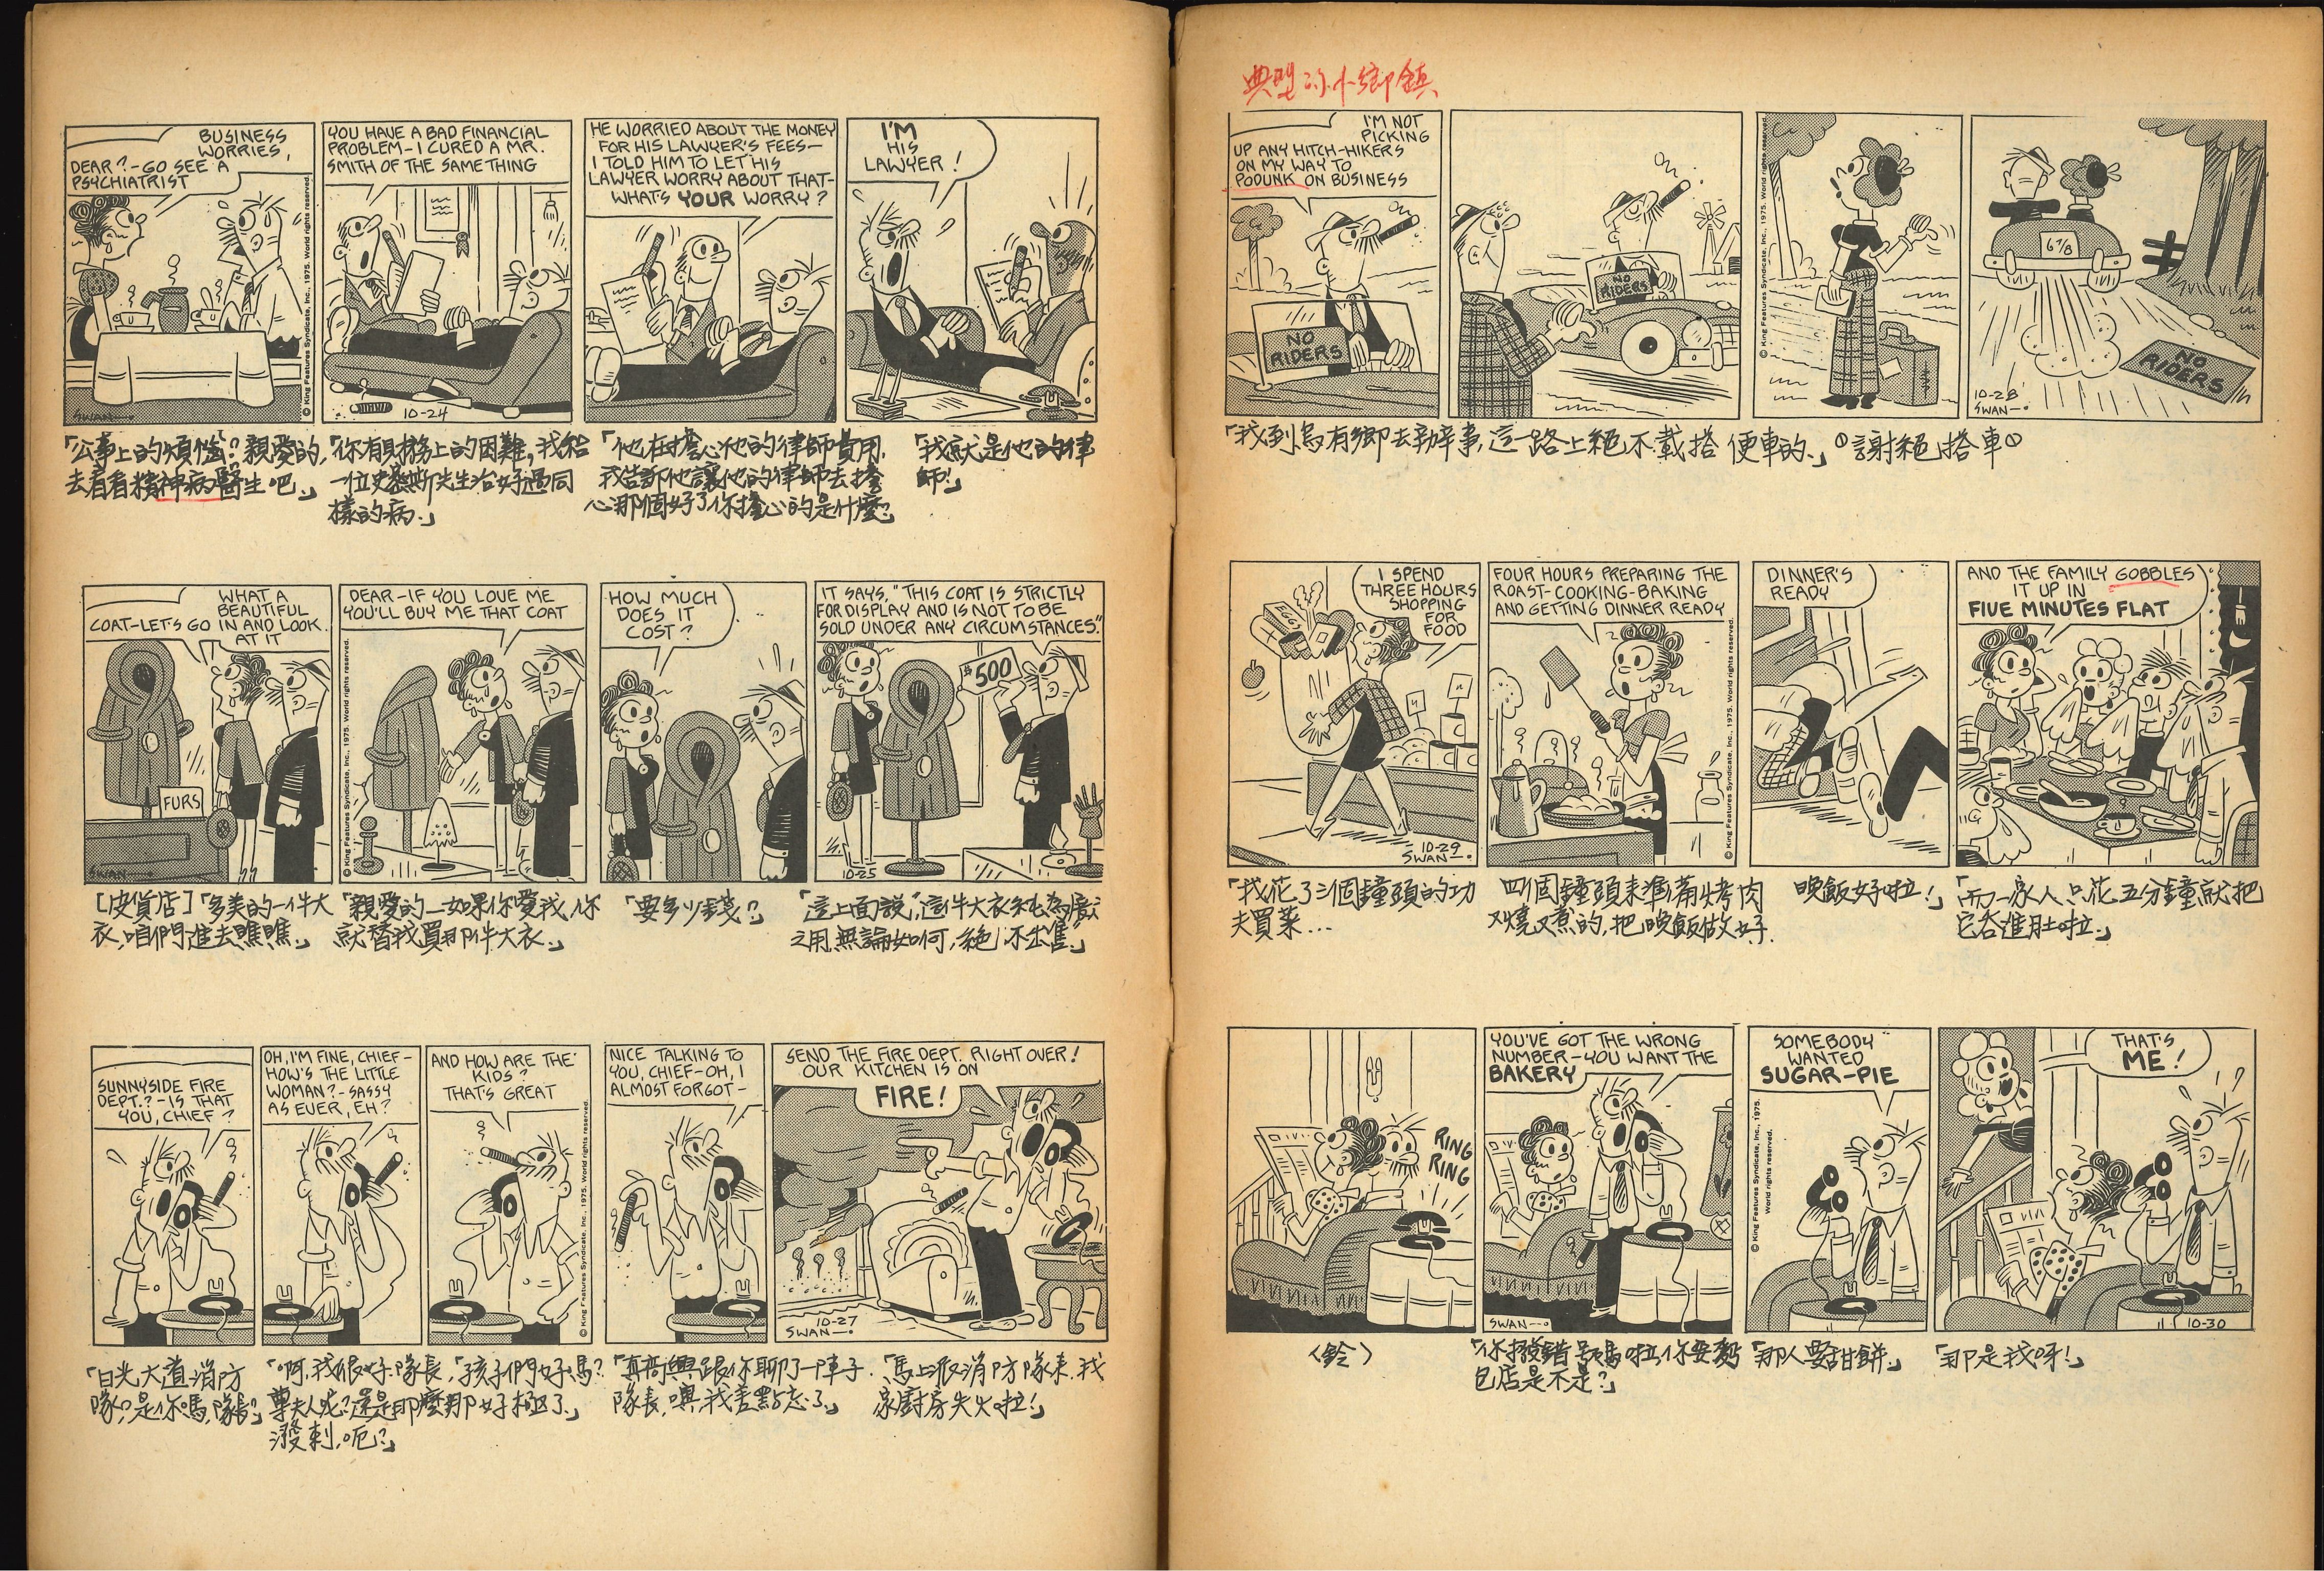 BUSINESS
WORRIES,
DEAR?-GO SEE A
PSYCHIATRIST
SWAN
© King Features Syndicate, Inc., 1975. World rights reserved.
YOU HAVE A BAD FINANCIAL
PROBLEM-I CURED A MR.
SMITH OF THE SAME THING
10-24
HE WORRIED ABOUT THE MONEY
FOR HIS LAWYER'S FEES-
I TOLD HIM TO LET HIS
LAWYER WORRY ABOUT THAT-
WHAT'S YOUR WORRY?
I'M
HIS
LAWYER!
「公事上的煩惱?親愛的,
去看看精神病醫生吧.」
「你有財務上的困難,我給
一位史密斯先生治好過同
樣的病.」
「他在擔心他的律師費用,
我告訴他讓他的律師去擔
心那個好了你擔心的是什麼?
「我就是他的律
師!」
WHAT A
BEAUTIFUL
COAT-LET'S GO IN AND LOOK
AT IT
FURS
SWAN
DEAR-IF YOU LOVE ME
YOU'LL BUY ME THAT COAT
© King Features Syndicate, Inc., 1975. World rights reserved.
HOW MUCH
DOES IT
COST?
IT SAYS, "THIS COAT IS STRICTLY
FOR DISPLAY AND IS NOT TO BE
SOLD UNDER ANY CIRCUMSTANCES."
$500
10-25
[皮貨店]「多美的一件大
衣,咱們進去瞧瞧.」
「親愛的—如果你愛我,你
就替我買那件大衣.」
「要多少錢?」
「這上面說,"這件大衣
之用,無論如何,絕不出售."」
SUNNYSIDE FIRE
DEPT.?-IS THAT
YOU, CHIEF?
OH, I'M FINE, CHIEF-
HOW'S THE LITTLE
WOMAN?-SASSY
AS EVER, EH?
AND HOW ARE THE
KIDS?
THAT'S GREAT
© King Features Syndicate, Inc., 1975. World rights reserved.
NICE TALKING TO
YOU, CHIEF-OH, I
ALMOST FORGOT-
SEND THE FIRE DEPT. RIGHT OVER!
OUR KITCHEN IS ON
FIRE!
10-27
SWAN
「日光大道消防
隊?是你嗎,隊長?」
「啊,我很好,隊長,
尊夫人呢?還是那麼
潑刺,呃?」
「孩子們好嗎?
那好極了.」
「真高興跟你聊了一陣子.
隊長,噢,我差點忘了.
「馬上派消防隊來.我
家廚房失火啦!」
典型的小鄉鎮
I'M NOT
PICKING
UP ANY HITCH-HIKERS
ON MY WAY TO
PODUNK ON BUSINESS
NO
RIDERS
NO
RIDERS
© King Features Syndicate, Inc., 1975. World rights reserved.
678
NO
RIDERS
10-28
SWAN
「我到烏有鄉去辦事,這一路上絕不載搭便車的.」 ⊙謝絕搭車⊙
I SPEND
THREE HOURS
SHOPPING
FOR
FOOD
EGGS
10-29
SWAN
FOUR HOURS PREPARING THE
ROAST-COOKING-BAKING
AND GETTING DINNER READY
© King Features Syndicate, Inc., 1975. World rights reserved.
DINNER'S
READY
AND THE FAMILY GOBBLES
IT UP IN
FIVE MINUTES FLAT
「我花了三個鐘頭的功
夫買菜...
四個鐘頭來準備烤肉
又燒又煮的,把晚飯做好.
晚飯好啦!」
「而一家人只花五分鐘就把
它吞進肚啦.」
RING
RING
YOU'VE GOT THE WRONG
NUMBER-YOU WANT THE
BAKERY
SWAN
SOMEBODY
WANTED
SUGAR-PIE
© King Features Syndicate, Inc., 1975.
World rights reserved.
THAT'S
ME!
10-30
〈鈴〉
「你撥錯號碼啦,你要麵
包店是不是?」
「那人要甜餅.」
「那是我呀!」